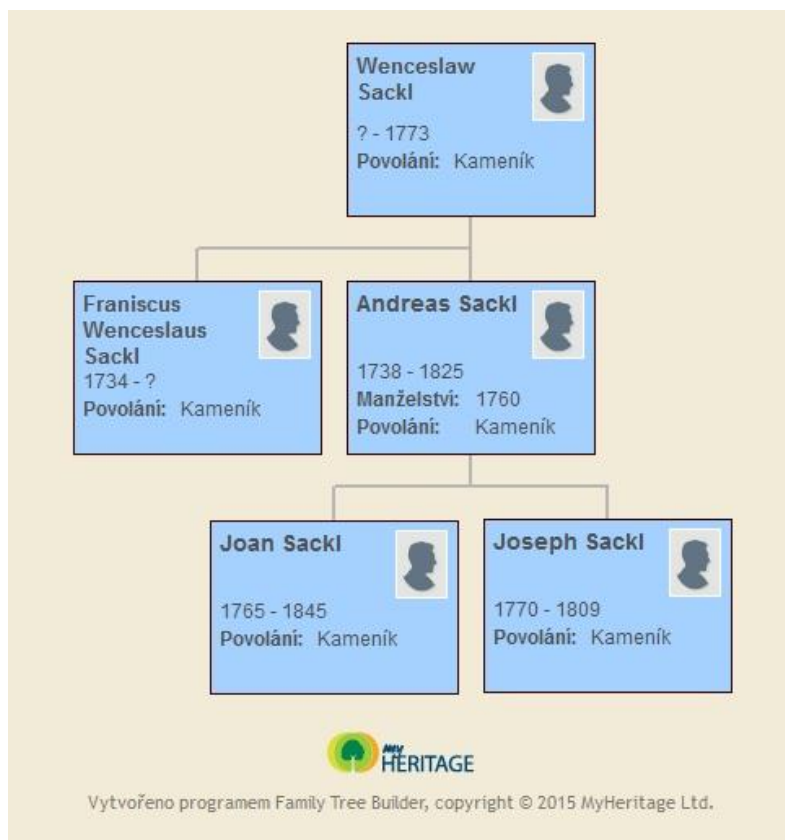 Wenceslaw
Sackl
? - 1773
Povolání: Kameník
Franiscus
Wenceslaus
Sackl
1734 - ?
Povolání: Kameník
Andreas Sackl
1738 - 1825
Manželství: 1760
Povolání: Kameník
Joan Sackl
1765 - 1845
Povolání: Kameník
Joseph Sackl
1770 - 1809
Povolání: Kameník
My
HERITAGE
Vytvořeno programem Family Tree Builder, copyright © 2015 MyHeritage Ltd.